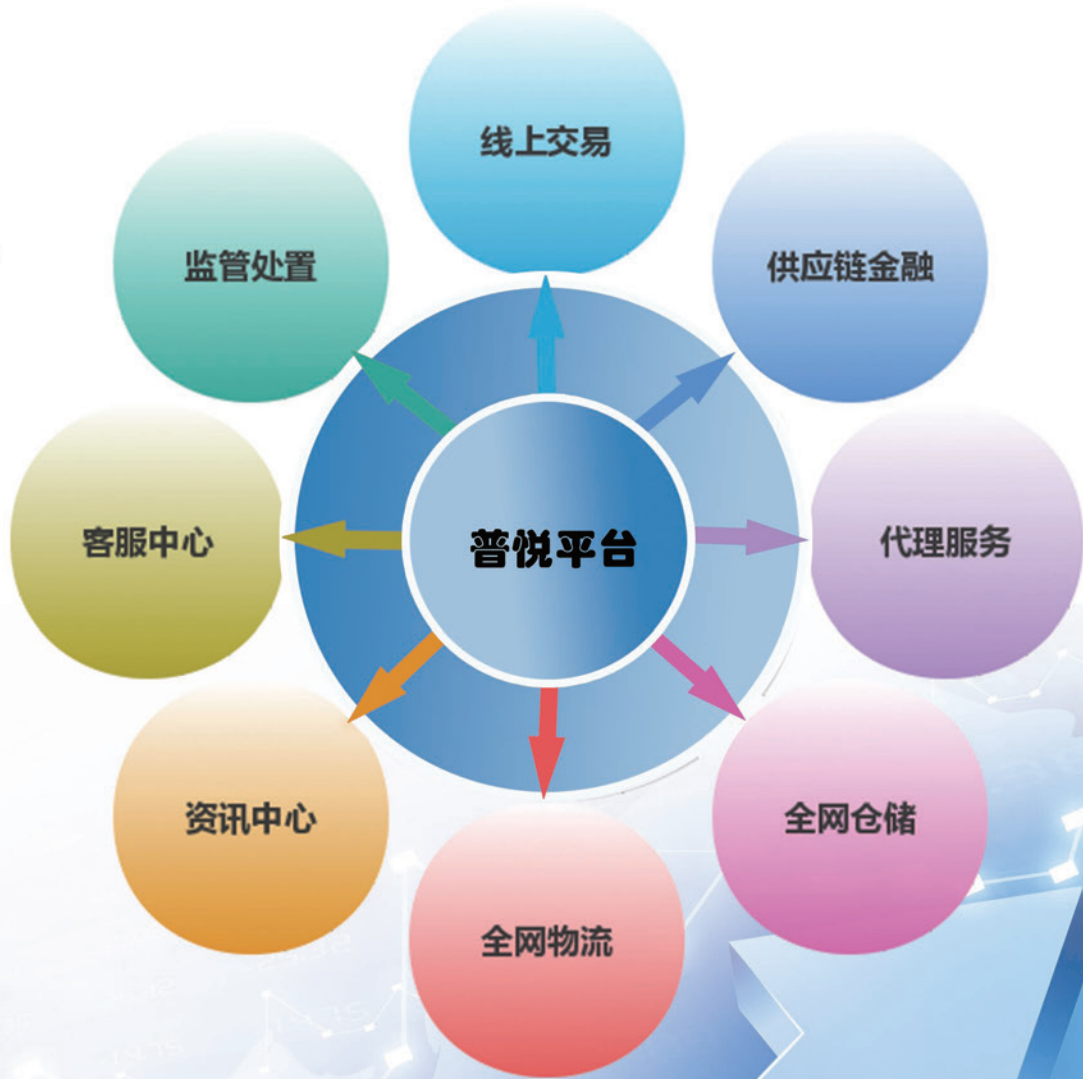 线上交易
监管处置
供应链金融
客服中心
普悦平台
代理服务
资讯中心
全网仓储
全网物流